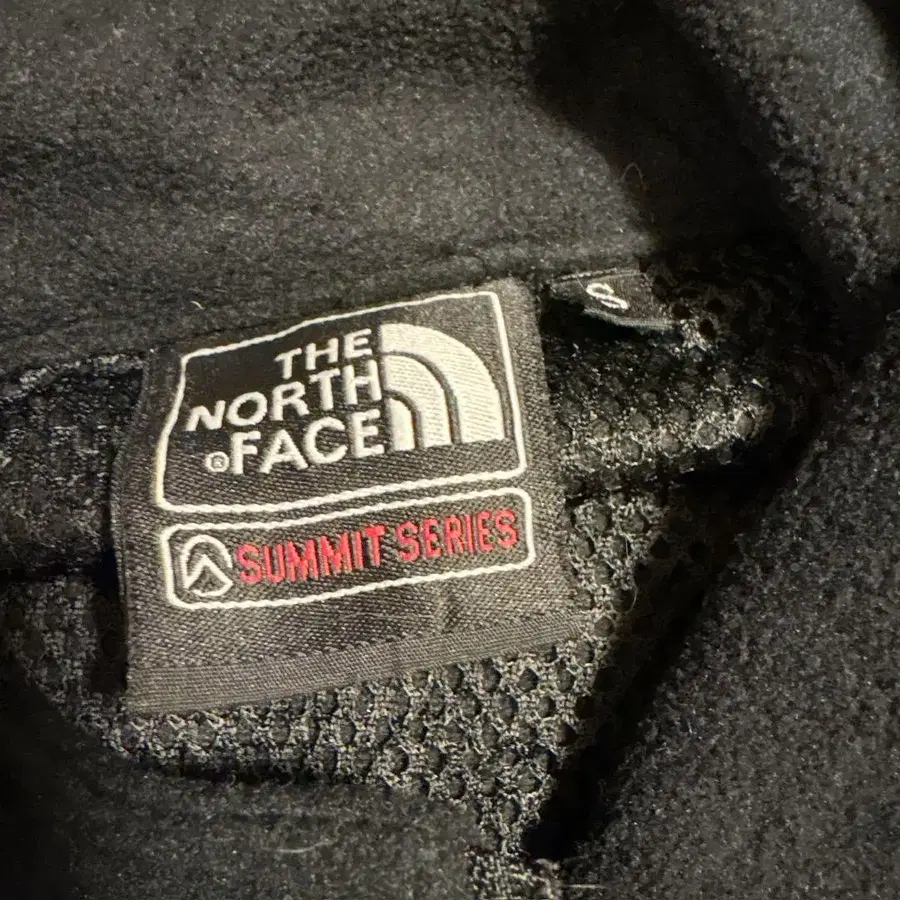 THE
NORTH
®FACE
SUMMIT SERIES
S